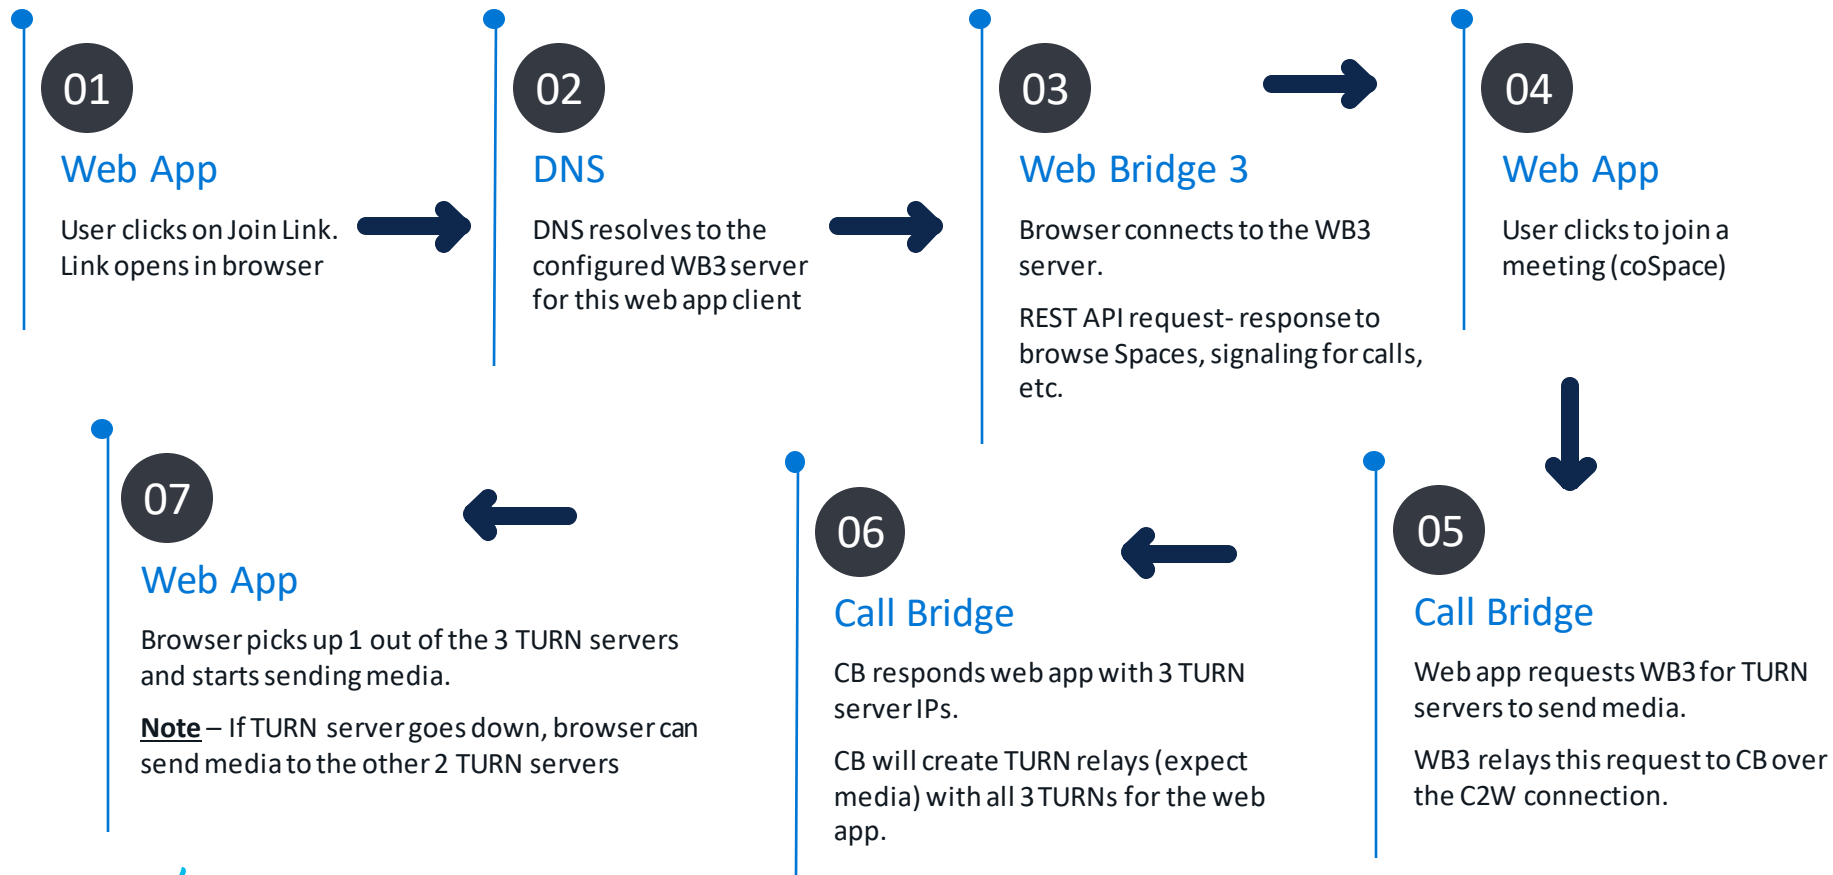 01
Web App
User clicks on Join Link.
Link opens in browser
02
DNS
DNS resolves to the
configured WB3 server
for this web app client
03
Web Bridge 3
Browser connects to the WB3
server.
REST API request- response to
browse Spaces, signaling for calls,
etc.
04
Web App
User clicks to join a
meeting (coSpace)
05
Call Bridge
Web app requests WB3 for TURN
servers to send media.
WB3 relays this request to CB over
the C2W connection.
06
Call Bridge
CB responds web app with 3 TURN
server IPs.
CB will create TURN relays (expect
media) with all 3 TURNs for the web
app.
07
Web App
Browser picks up 1 out of the 3 TURN servers
and starts sending media.
Note – If TURN server goes down, browser can
send media to the other 2 TURN servers